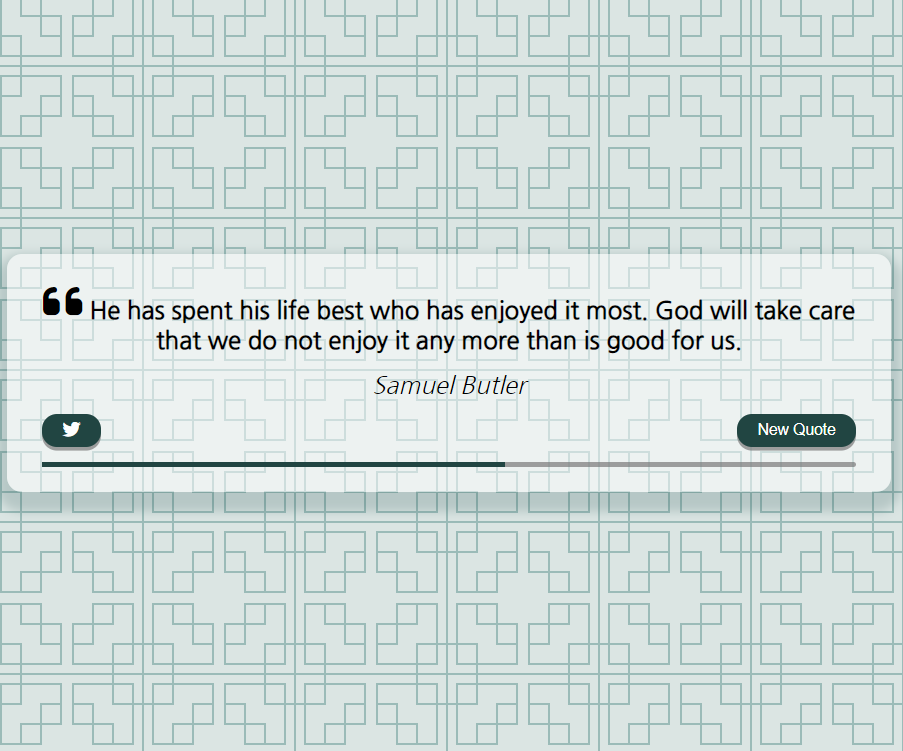 ❝ He has spent his life best who has enjoyed it most. God will take care
that we do not enjoy it any more than is good for us.
Samuel Butler
New Quote